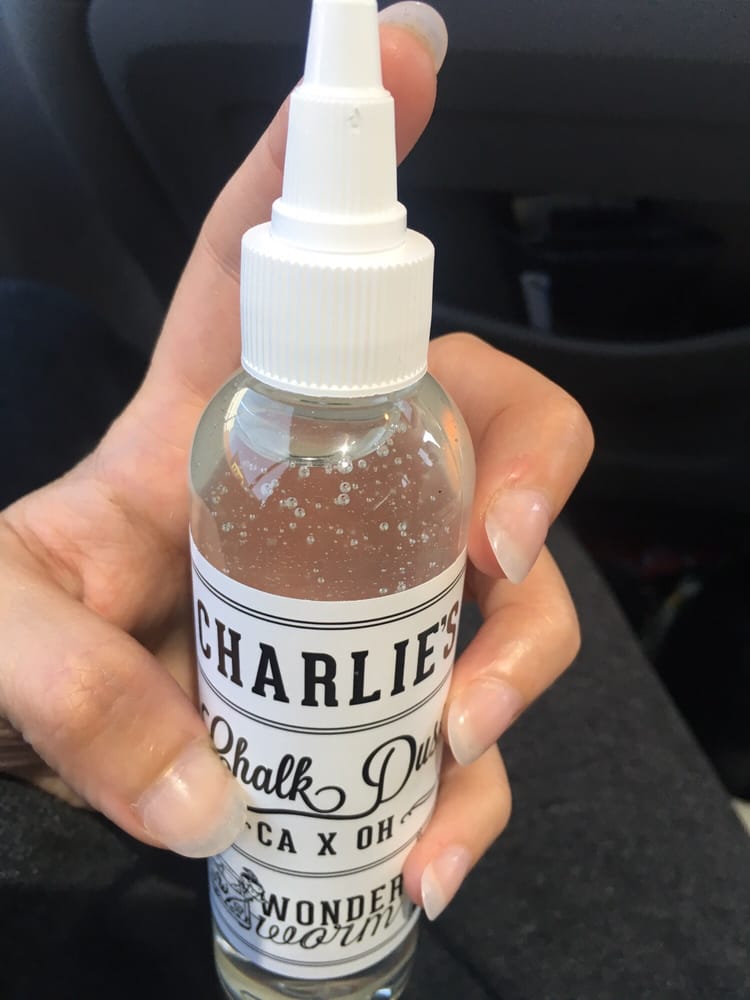 CHARLIE'S
Chalk Dus
CA X OH
WONDER
worm